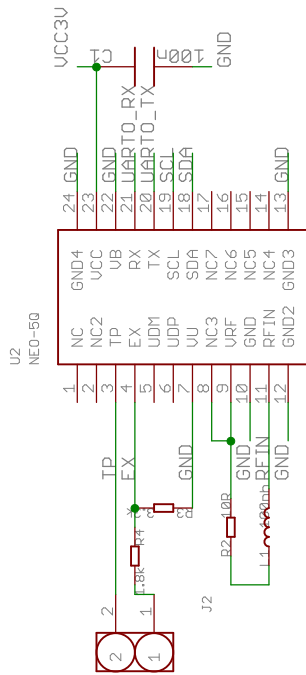 VCC3V
C1
100n
GND
GND
GND
UART0_RX
UART0_TX
SCL
SDA
GND
24
23
22
21
20
19
18
17
16
15
14
13
GND4
VCC
VB
RX
TX
SCL
SDA
NC7
NC6
NC5
NC4
GND3
U2
NEO-5Q
NC
NC2
TP
EX
UDM
UDP
VU
NC3
VRF
GND
RFIN
GND2
1
2
3
4
5
6
7
8
9
10
11
12
TP
EX
GND
GND
RFIN
GND
R3
R4
1.8k
R2
10R
L1
100nh
J2
2
1
2
1